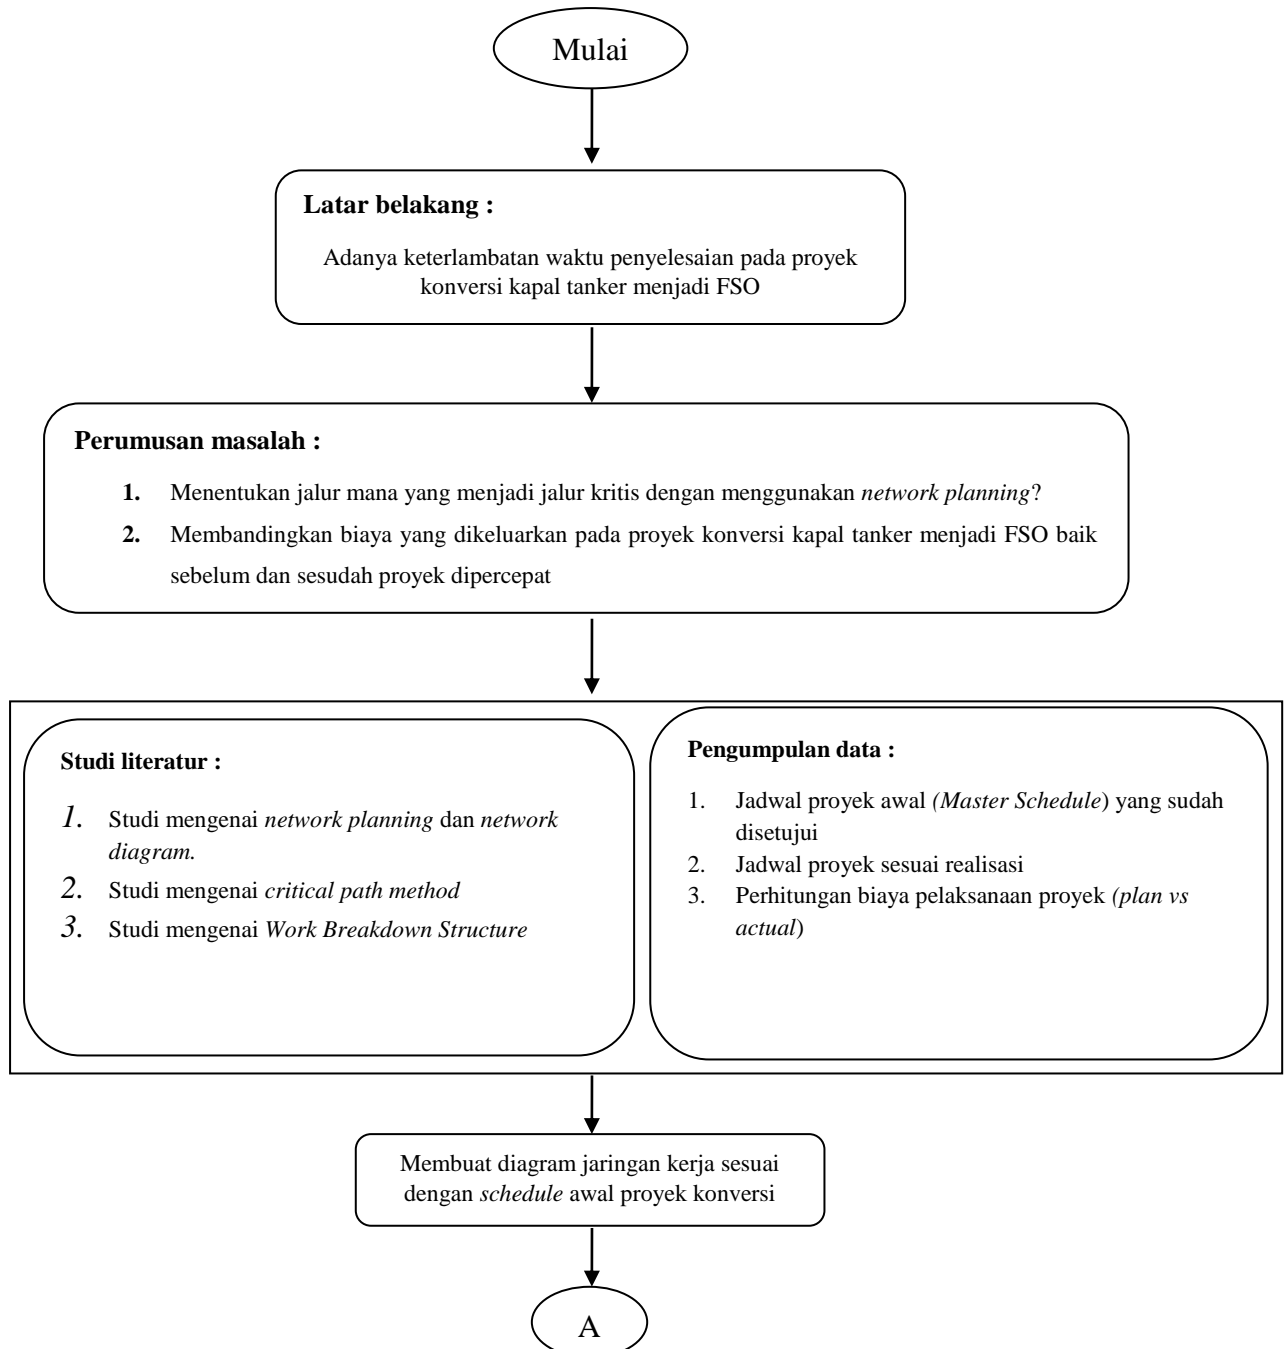 Mulai
Latar belakang :
Adanya keterlambatan waktu penyelesaian pada proyek
konversi kapal tanker menjadi FSO
Perumusan masalah :
1. Menentukan jalur mana yang menjadi jalur kritis dengan menggunakan network planning?
2. Membandingkan biaya yang dikeluarkan pada proyek konversi kapal tanker menjadi FSO baik
sebelum dan sesudah proyek dipercepat
Studi literatur :
1. Studi mengenai network planning dan network
diagram.
2. Studi mengenai critical path method
3. Studi mengenai Work Breakdown Structure
Pengumpulan data :
1. Jadwal proyek awal (Master Schedule) yang sudah
disetujui
2. Jadwal proyek sesuai realisasi
3. Perhitungan biaya pelaksanaan proyek (plan vs
actual)
Membuat diagram jaringan kerja sesuai
dengan schedule awal proyek konversi
A